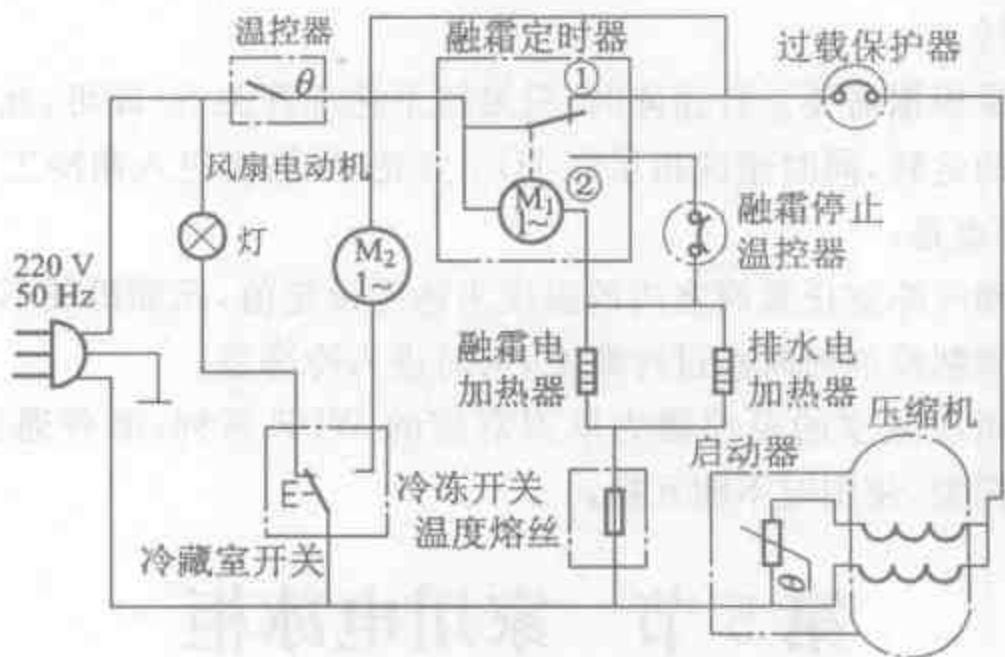 温控器
θ
融霜定时器
①
过载保护器
风扇电动机
②
M₁
1~
融霜停止
温控器
灯
M₂
1~
220 V
50 Hz
融霜电
加热器
排水电
加热器
压缩机
启动器
E
冷冻开关
温度熔丝
冷藏室开关
θ